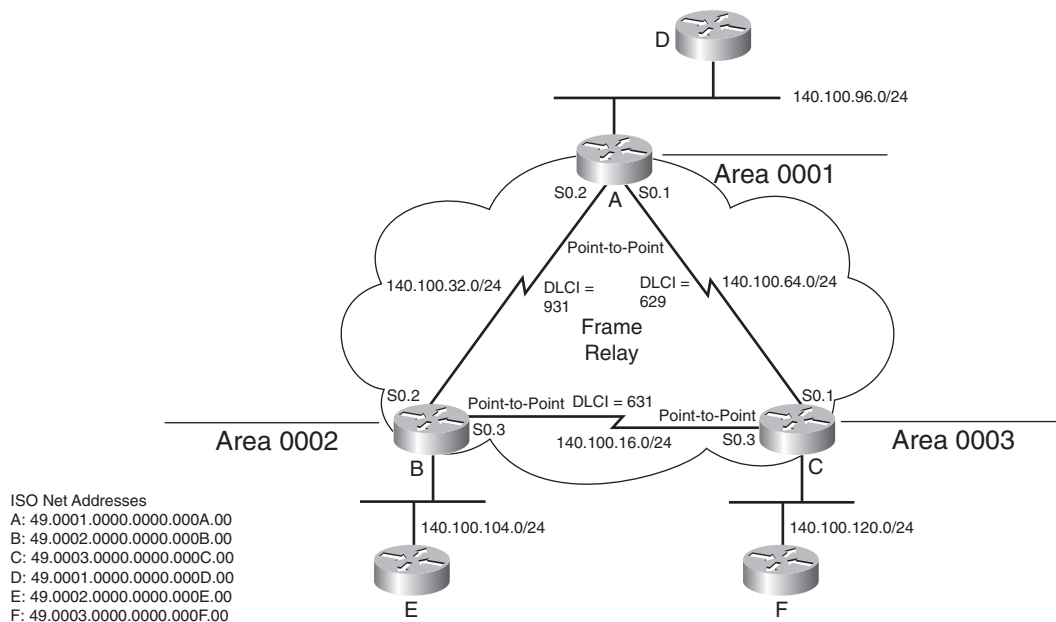 D
140.100.96.0/24
Area 0001
S0.2
A
S0.1
Point-to-Point
140.100.32.0/24
DLCI =
931
DLCI =
629
140.100.64.0/24
Frame
Relay
S0.2
S0.1
Point-to-Point
DLCI = 631
Point-to-Point
Area 0002
S0.3
140.100.16.0/24
S0.3
Area 0003
B
C
ISO Net Addresses
A: 49.0001.0000.0000.000A.00
B: 49.0002.0000.0000.000B.00
C: 49.0003.0000.0000.000C.00
D: 49.0001.0000.0000.000D.00
E: 49.0002.0000.0000.000E.00
F: 49.0003.0000.0000.000F.00
140.100.104.0/24
140.100.120.0/24
E
F